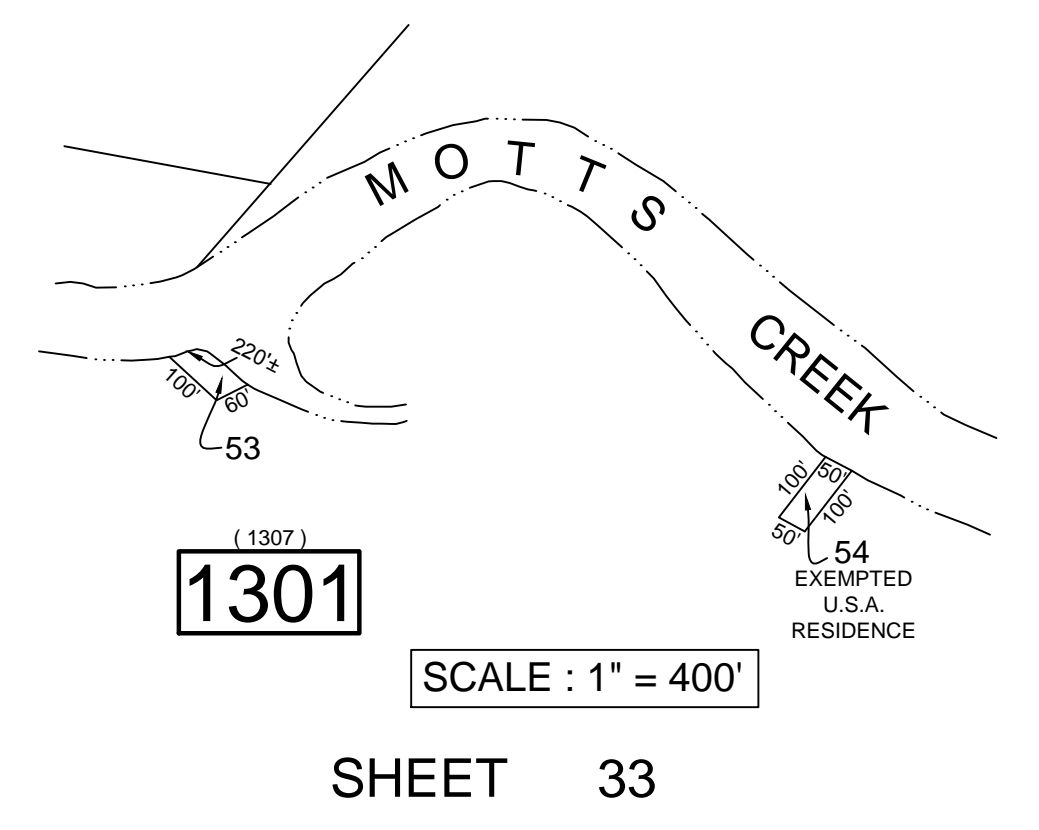 MOTTS
CREEK
220'±
100'
60'
53
100'
50'
100'
50'
54
EXEMPTED
U.S.A.
RESIDENCE
( 1307 )
1301
SCALE : 1" = 400'
SHEET 33